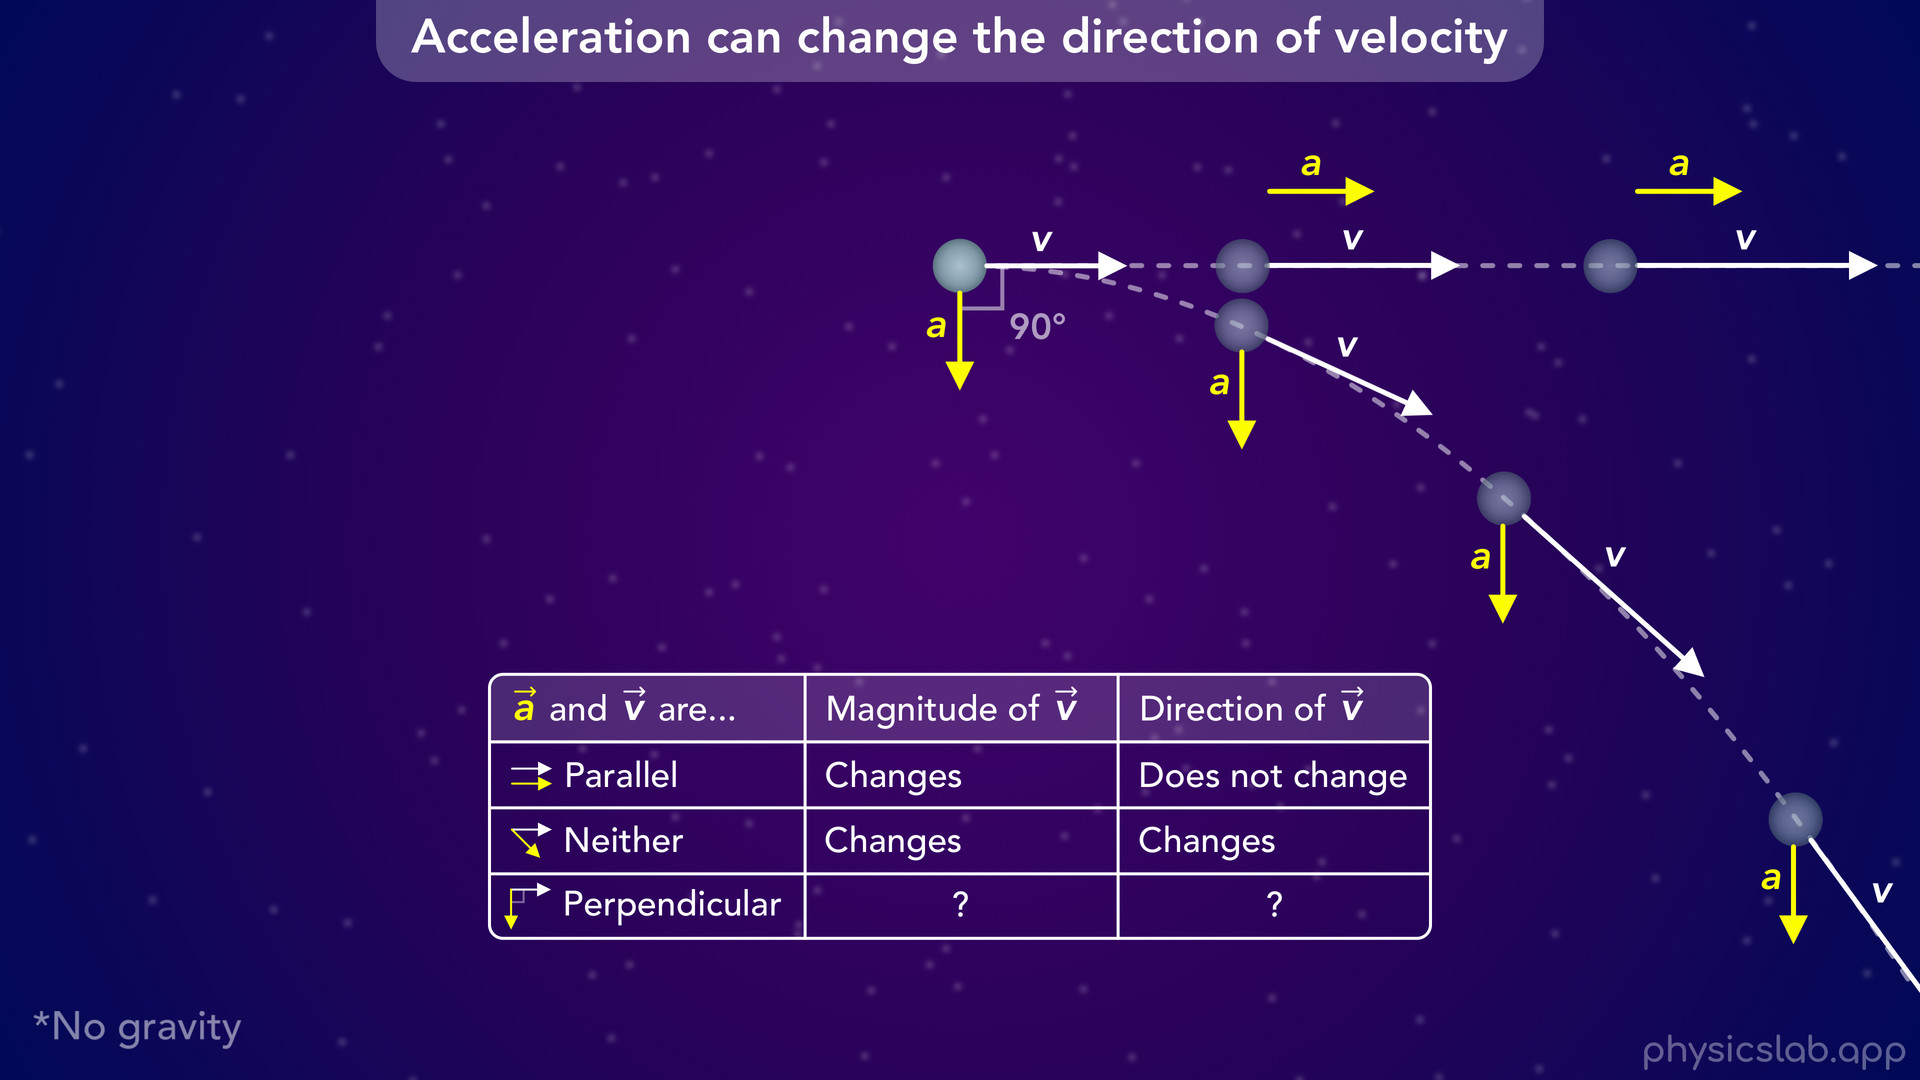 Acceleration can change the direction of velocity
a
a
v
v
v
a
90°
v
a
v
a
a
v
a and v are...
Magnitude of v
Direction of v
Parallel
Changes
Does not change
Neither
Changes
Changes
Perpendicular
?
?
*No gravity
physicslab.app